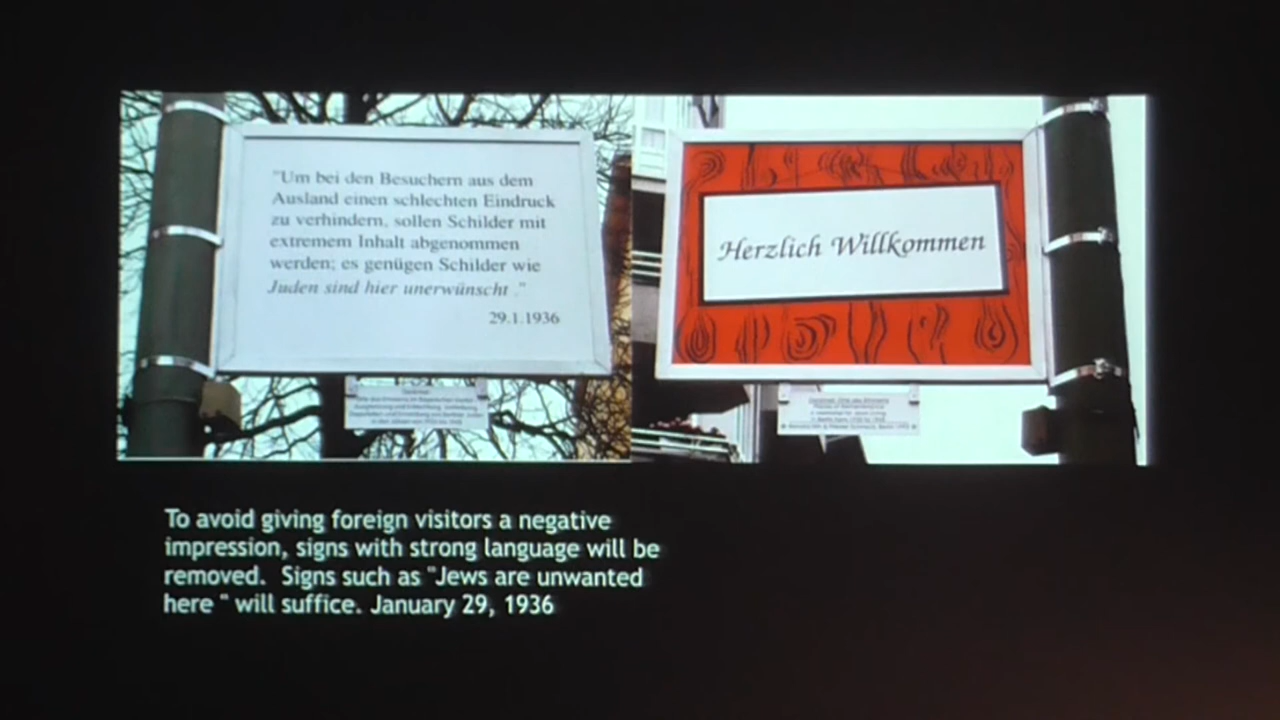 "Um bei den Besuchern aus dem
Ausland einen schlechten Eindruck
zu verhindern, sollen Schilder mit
extremem Inhalt abgenommen
werden; es genügen Schilder wie
Juden sind hier unerwünscht ."
29.1.1936
Herzlich Willkommen
To avoid giving foreign visitors a negative
impression, signs with strong language will be
removed.  Signs such as "Jews are unwanted
here " will suffice. January 29, 1936